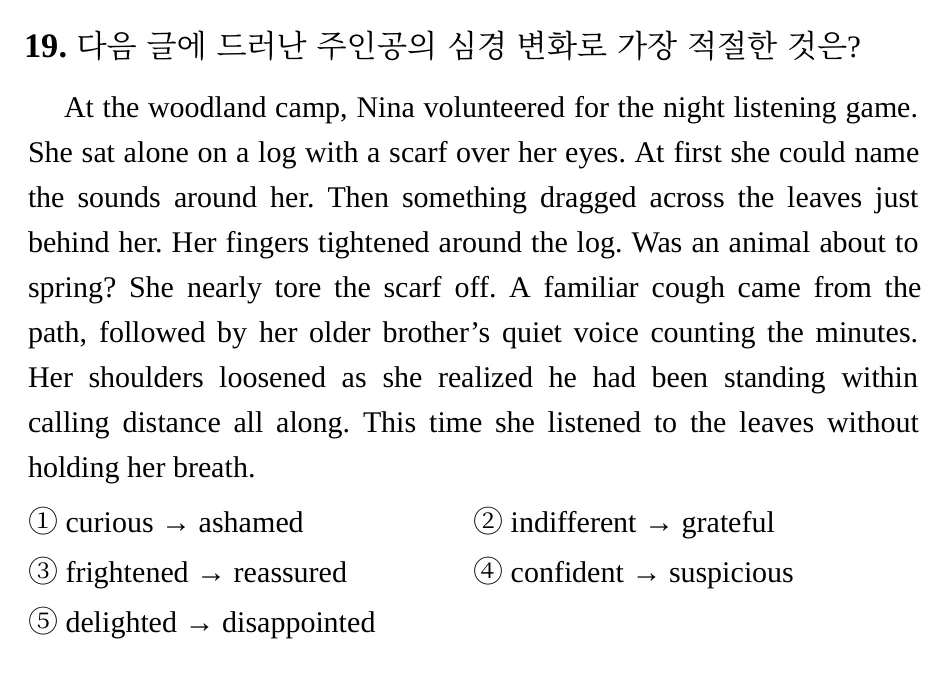 19. 다음 글에 드러난 주인공의 심경 변화로 가장 적절한 것은?
At the woodland camp, Nina volunteered for the night listening game.
She sat alone on a log with a scarf over her eyes. At first she could name
the sounds around her. Then something dragged across the leaves just
behind her. Her fingers tightened around the log. Was an animal about to
spring? She nearly tore the scarf off. A familiar cough came from the
path, followed by her older brother’s quiet voice counting the minutes.
Her shoulders loosened as she realized he had been standing within
calling distance all along. This time she listened to the leaves without
holding her breath.
① curious → ashamed ② indifferent → grateful
③ frightened → reassured ④ confident → suspicious
⑤ delighted → disappointed